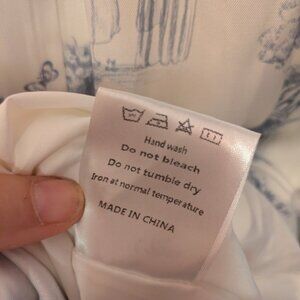 Hand wash
Do not bleach
Do not tumble dry
Iron at normal temperature
MADE IN CHINA